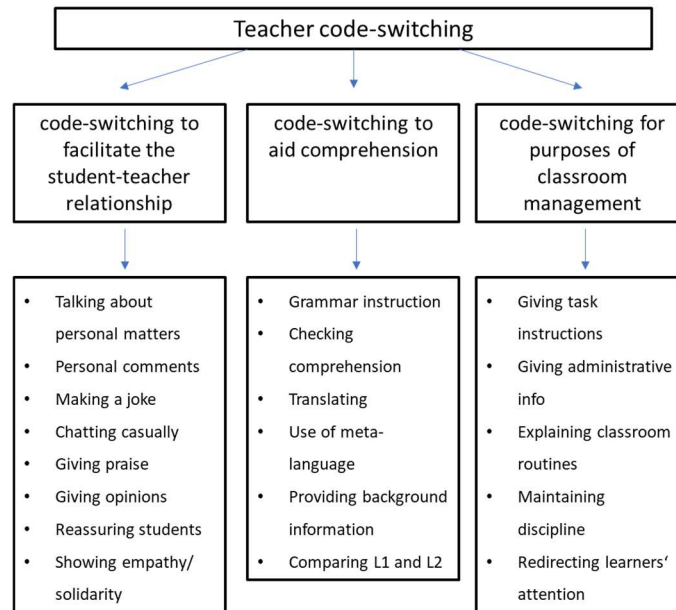 Teacher code-switching
code-switching to
facilitate the
student-teacher
relationship
code-switching to
aid comprehension
code-switching for
purposes of
classroom
management
• Talking about
personal matters
• Personal comments
• Making a joke
• Chatting casually
• Giving praise
• Giving opinions
• Reassuring students
• Showing empathy/
solidarity
• Grammar instruction
• Checking
comprehension
• Translating
• Use of meta-
language
• Providing background
information
• Comparing L1 and L2
• Giving task
instructions
• Giving administrative
info
• Explaining classroom
routines
• Maintaining
discipline
• Redirecting learners‘
attention